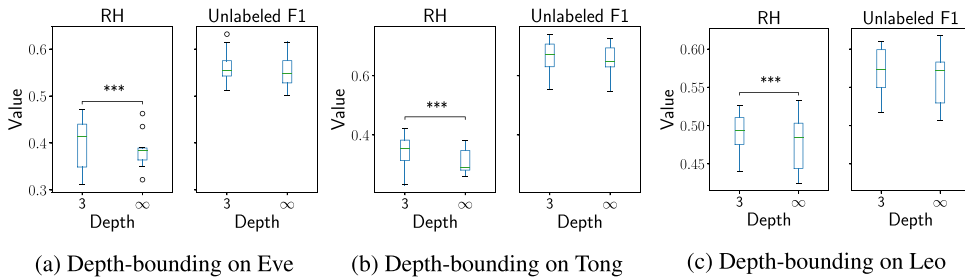 (a)
RH
Unlabeled F1
Value
0.6
0.5
0.4
0.3
***
3
∞
Depth
3
∞
Depth
(a) Depth-bounding on Eve
(b)
RH
Unlabeled F1
Value
0.6
0.4
***
3
∞
Depth
3
∞
Depth
(b) Depth-bounding on Tong
(c)
RH
Unlabeled F1
Value
0.60
0.55
0.50
0.45
***
3
∞
Depth
3
∞
Depth
(c) Depth-bounding on Leo